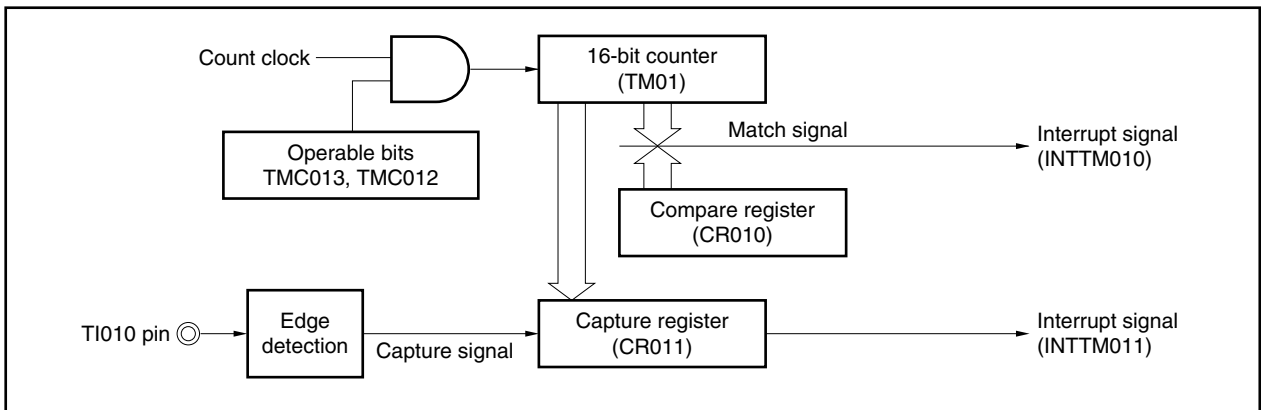 Count clock
16-bit counter
(TM01)
Operable bits
TMC013, TMC012
Match signal
Interrupt signal
(INTTM010)
Compare register
(CR010)
TI010 pin
Edge
detection
Capture signal
Capture register
(CR011)
Interrupt signal
(INTTM011)